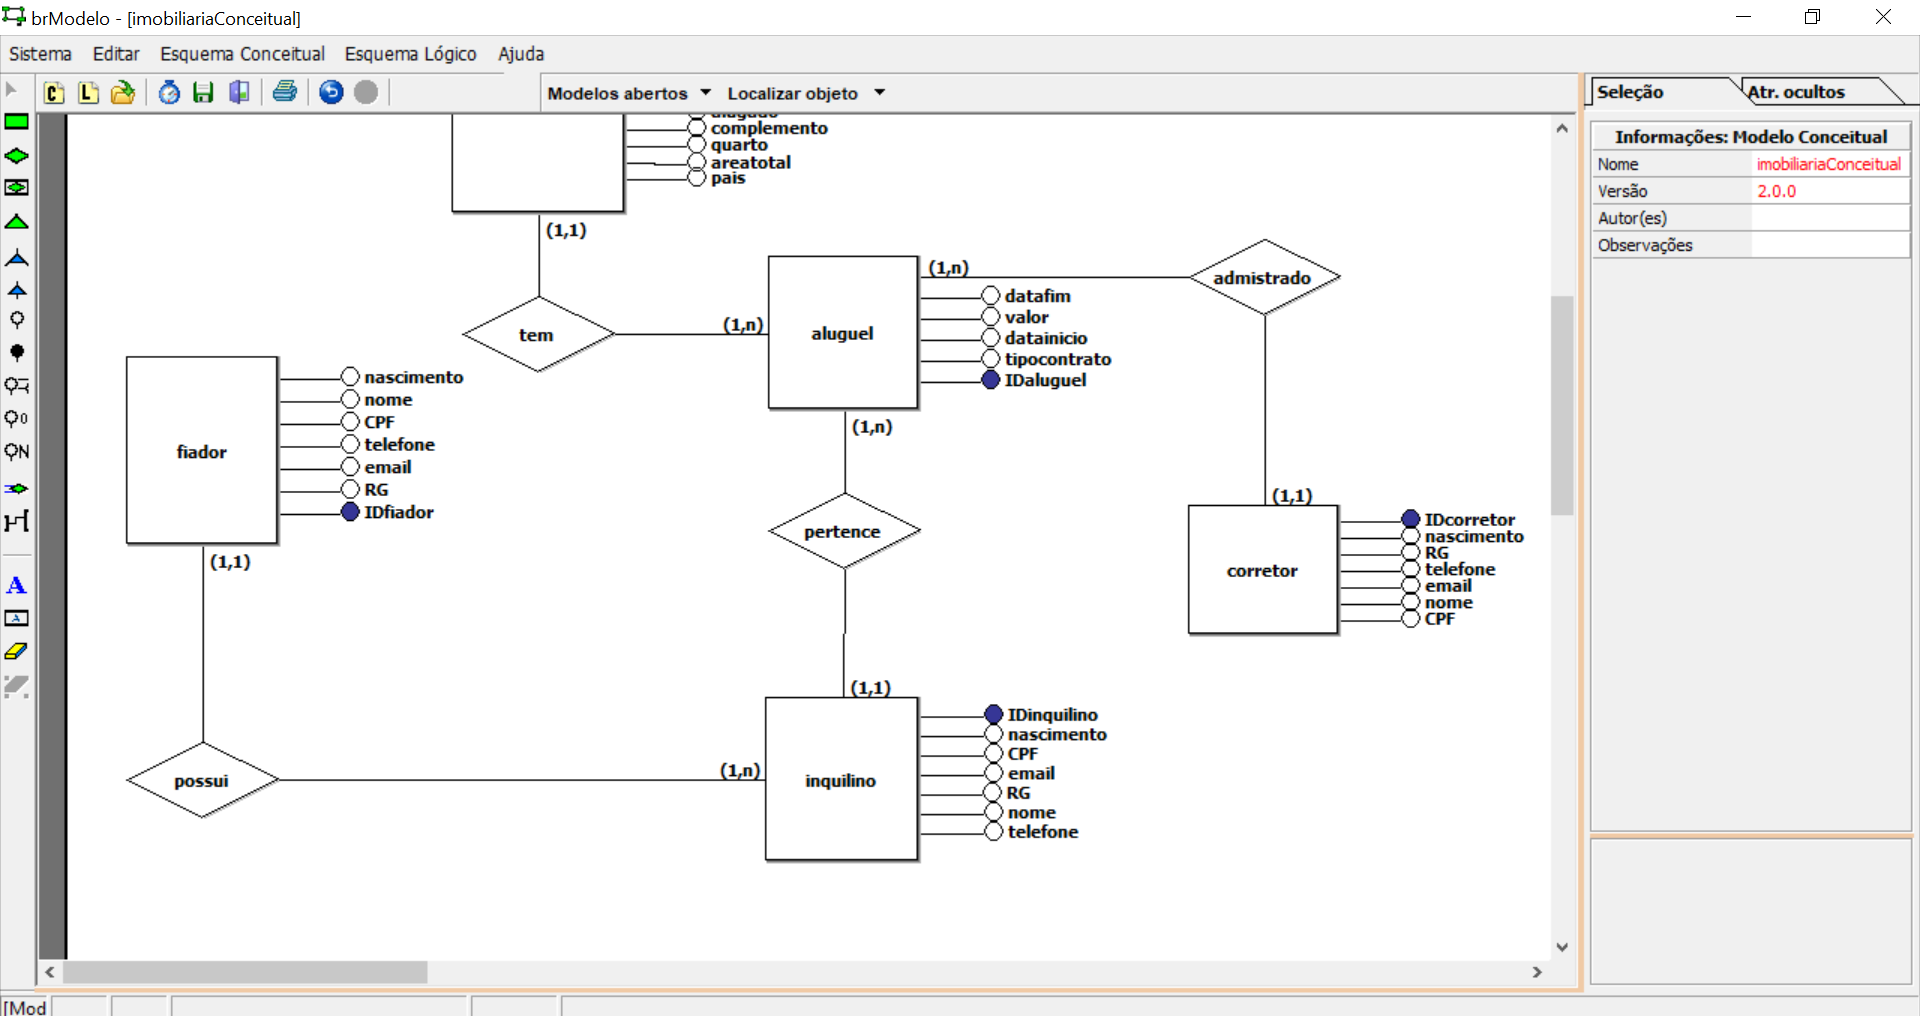 brModelo - [imobiliariaConceitual]
Sistema Editar Esquema Conceitual Esquema Lógico Ajuda
C L Modelos abertos Localizar objeto
Seleção Atr. ocultos
Informações: Modelo Conceitual
Nome imobiliariaConceitual
Versão 2.0.0
Autor(es)
Observações
alagado
complemento
quarto
areatotal
pais
(1,1)
tem
(1,n)
aluguel
(1,n)
datafim
valor
datainicio
tipocontrato
IDaluguel
admistrado
(1,n)
fiador
nascimento
nome
CPF
telefone
email
RG
IDfiador
(1,1)
pertence
(1,1)
corretor
IDcorretor
nascimento
RG
telefone
email
nome
CPF
(1,1)
possui
(1,n)
inquilino
IDinquilino
nascimento
CPF
email
RG
nome
telefone
0
N
A
A
[Mod